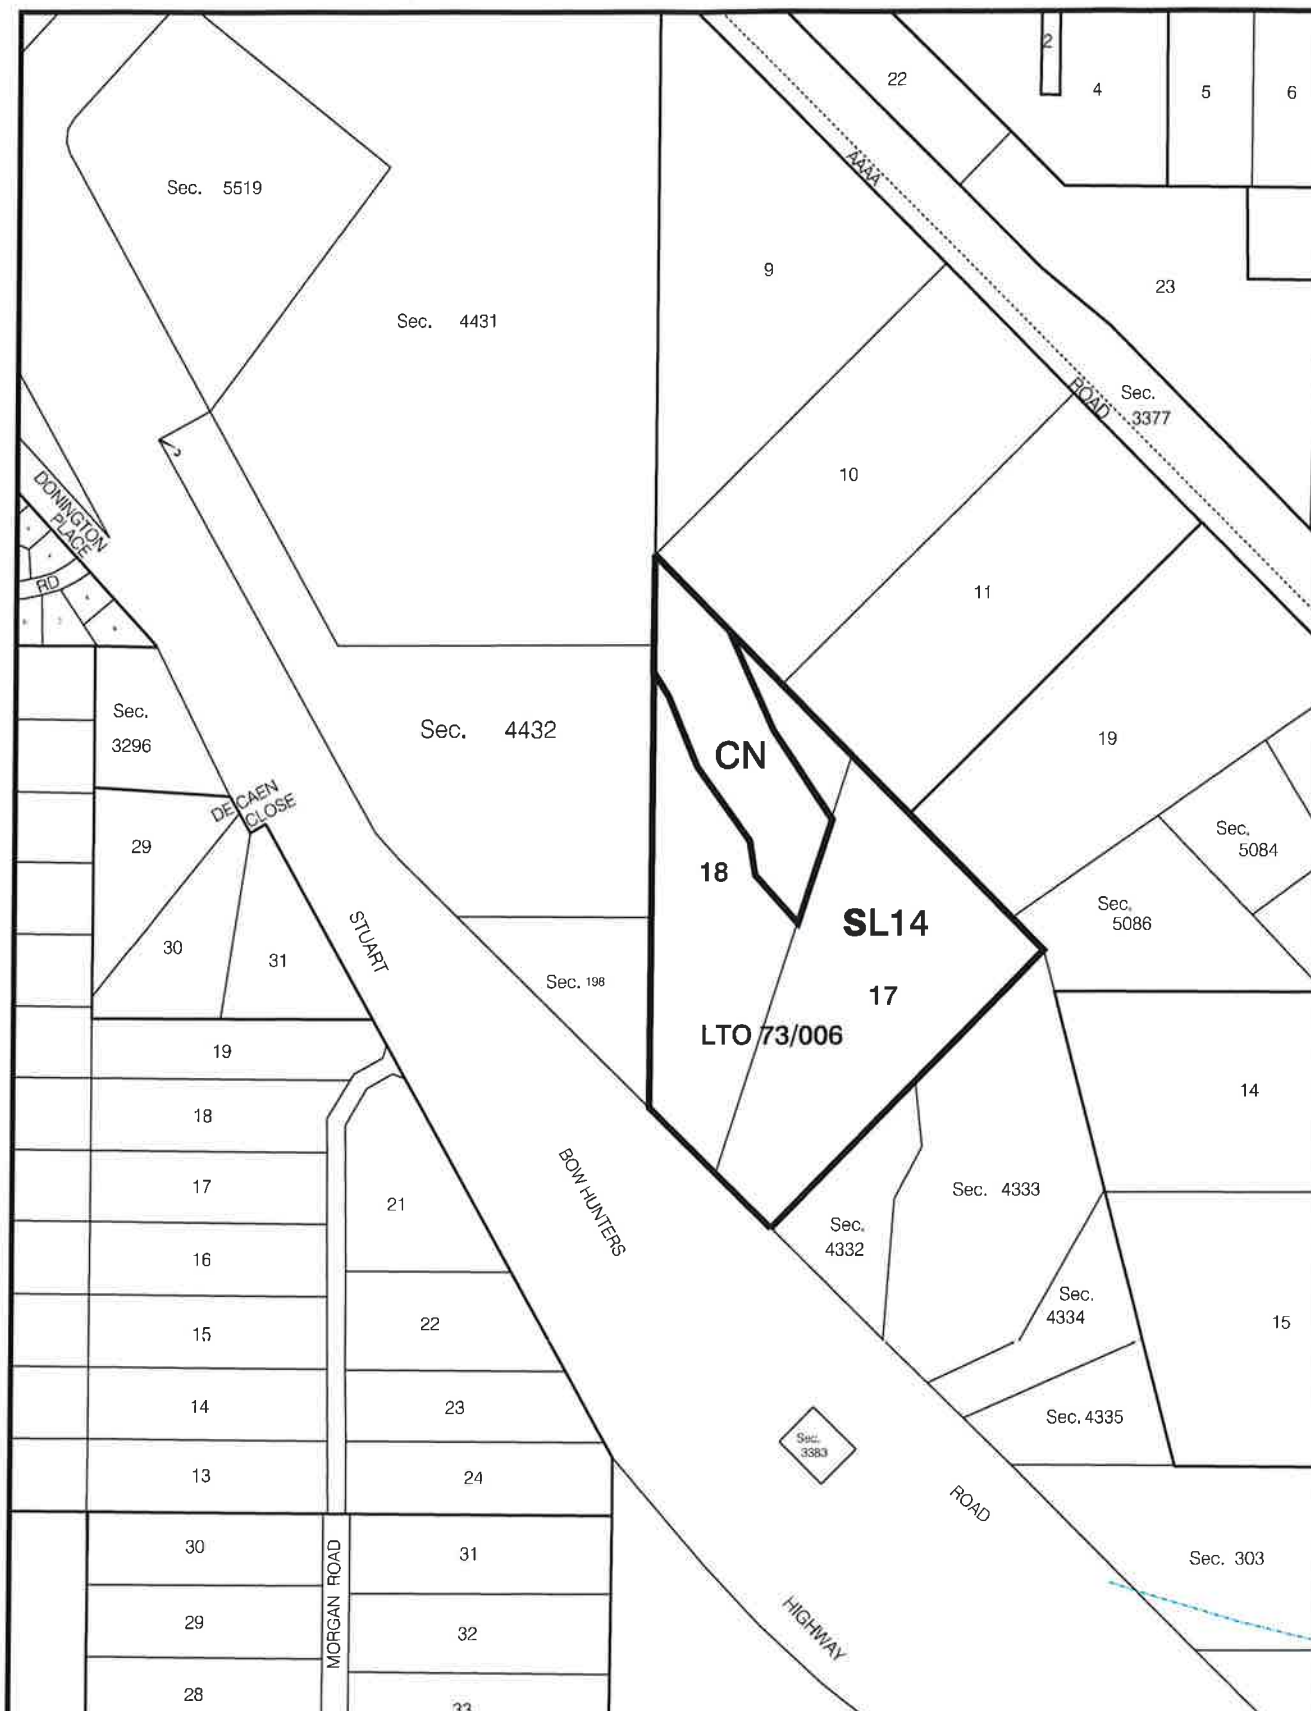 2
22
4
5
6
AAAA
Sec. 5519
9
23
Sec. 4431
ROAD
Sec.
3377
10
DONINGTON
PLACE
RD
11
Sec.
3296
Sec. 4432
CN
19
DE CAEN
CLOSE
29
Sec.
5084
18
STUART
SL14
Sec.
5086
30
31
Sec. 198
17
LTO 73/006
19
14
18
BOW HUNTERS
17
21
Sec. 4333
Sec.
4332
16
22
Sec.
4334
15
15
14
23
Sec. 4335
Sec.
3383
13
24
ROAD
30
MORGAN ROAD
31
Sec. 303
29
32
HIGHWAY
28
33